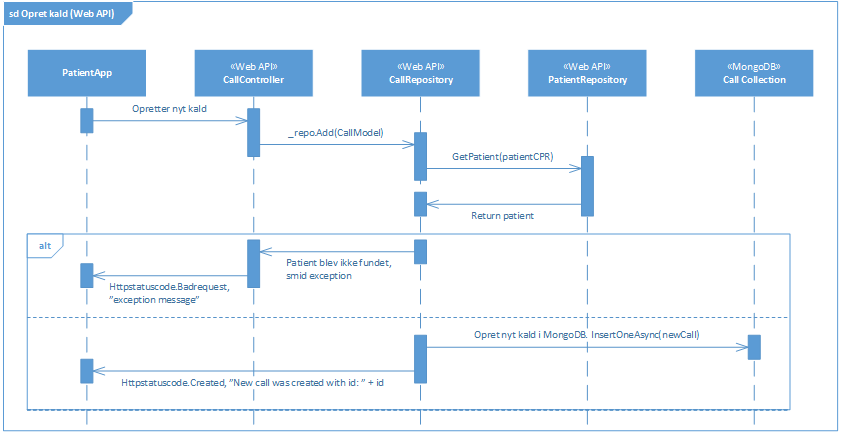 sd Opret kald (Web API)
PatientApp
«Web API»
CallController
«Web API»
CallRepository
«Web API»
PatientRepository
«MongoDB»
Call Collection
Opretter nyt kald
_repo.Add(CallModel)
GetPatient(patientCPR)
Return patient
alt
Patient blev ikke fundet,
smid exception
Httpstatuscode.Badrequest,
"exception message"
Opret nyt kald i MongoDB. InsertOneAsync(newCall)
Httpstatuscode.Created, "New call was created with id: " + id